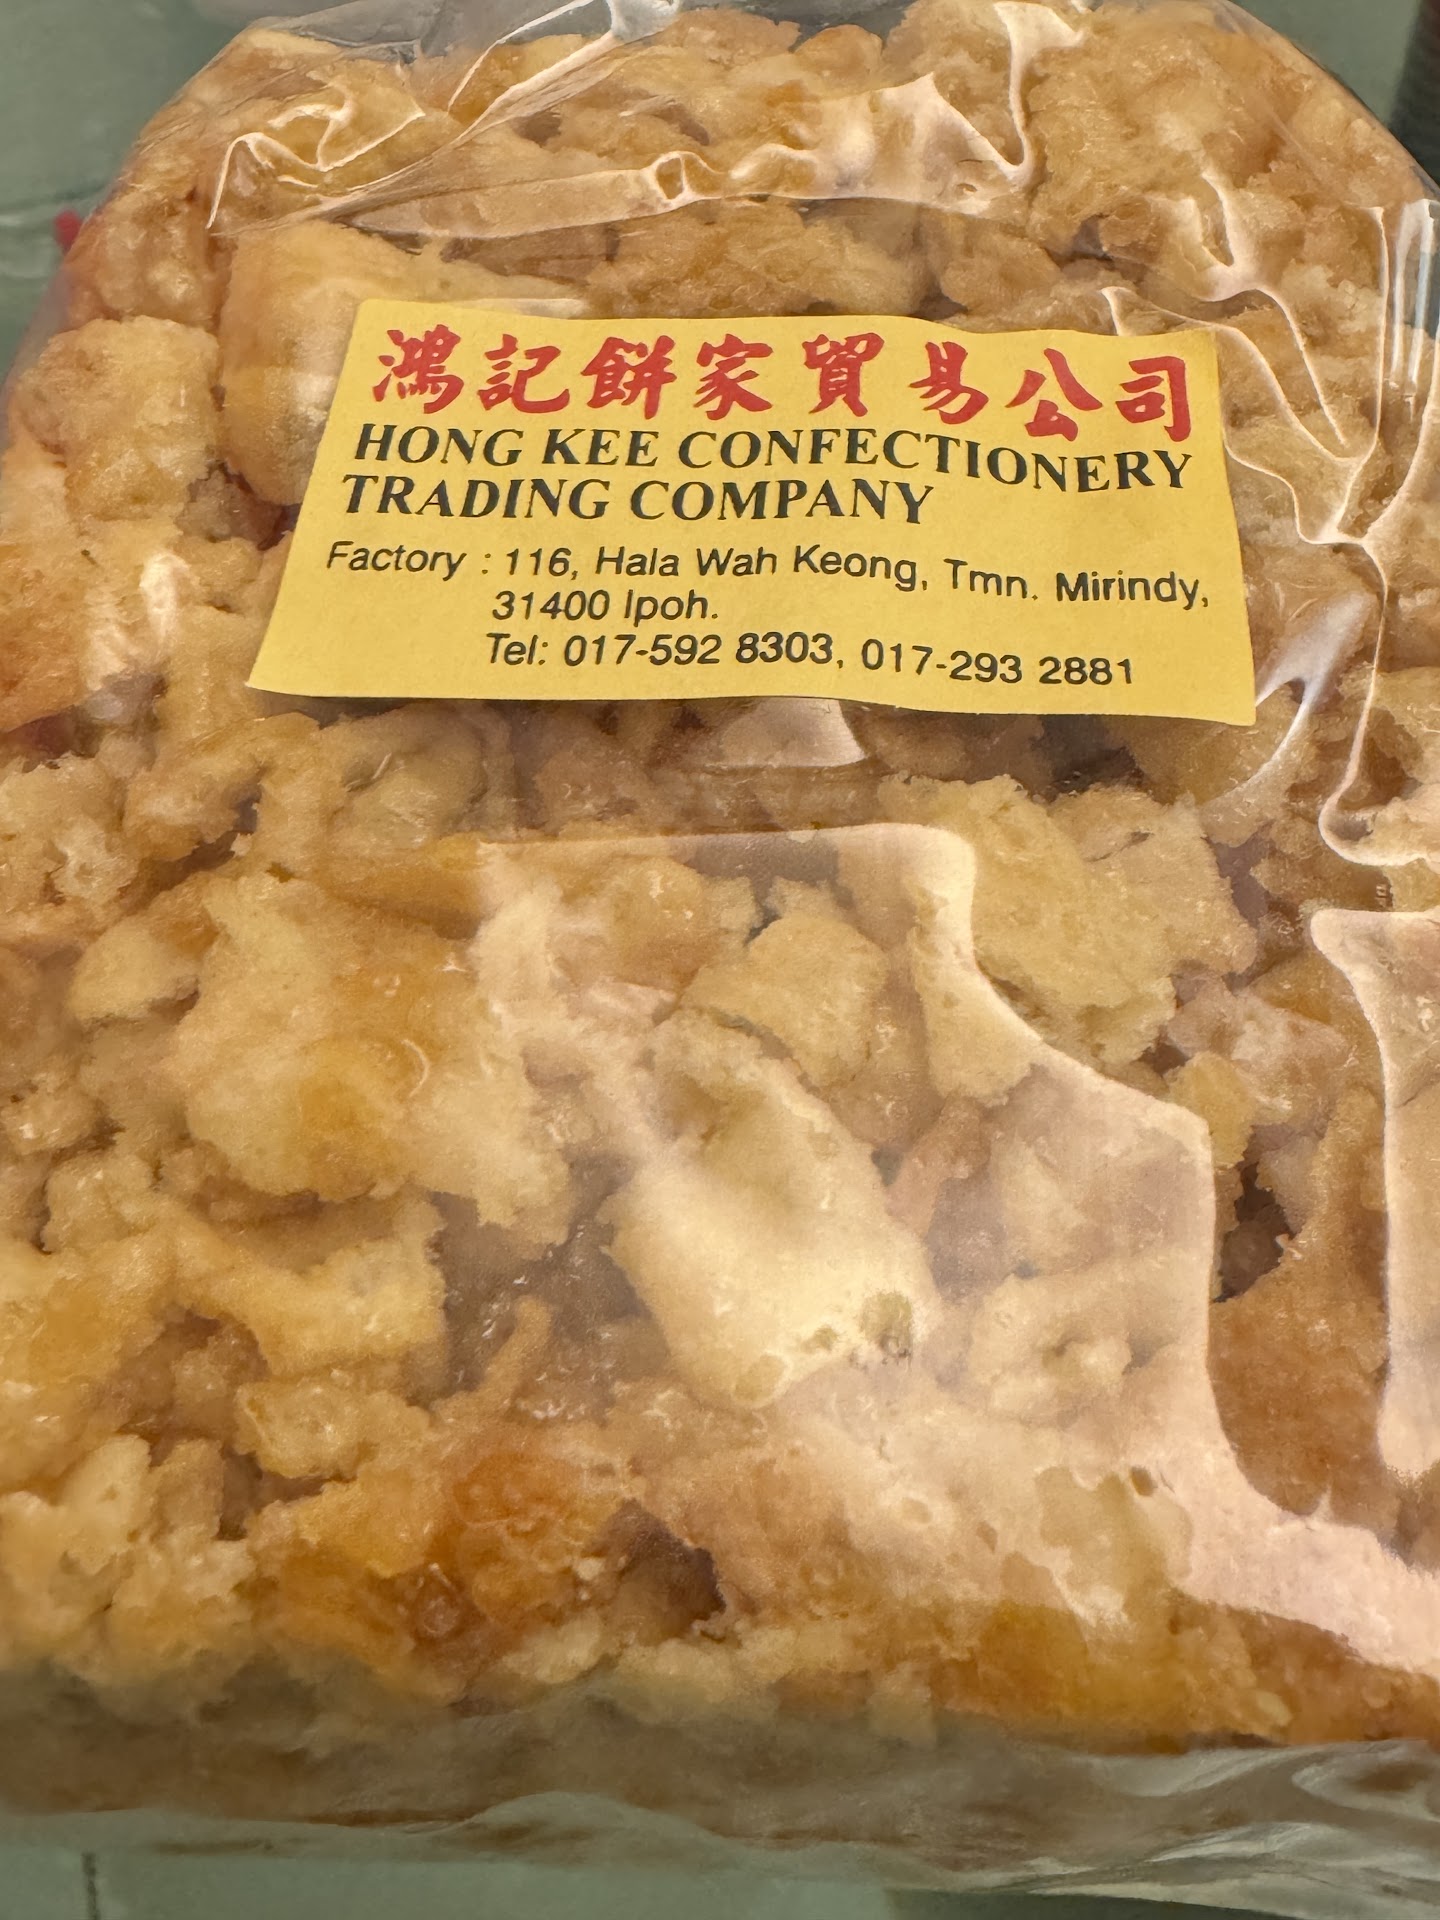 鴻記餅家貿易公司
HONG KEE CONFECTIONERY
TRADING COMPANY
Factory : 116, Hala Wah Keong, Tmn. Mirindy,
31400 Ipoh.
Tel: 017-592 8303, 017-293 2881